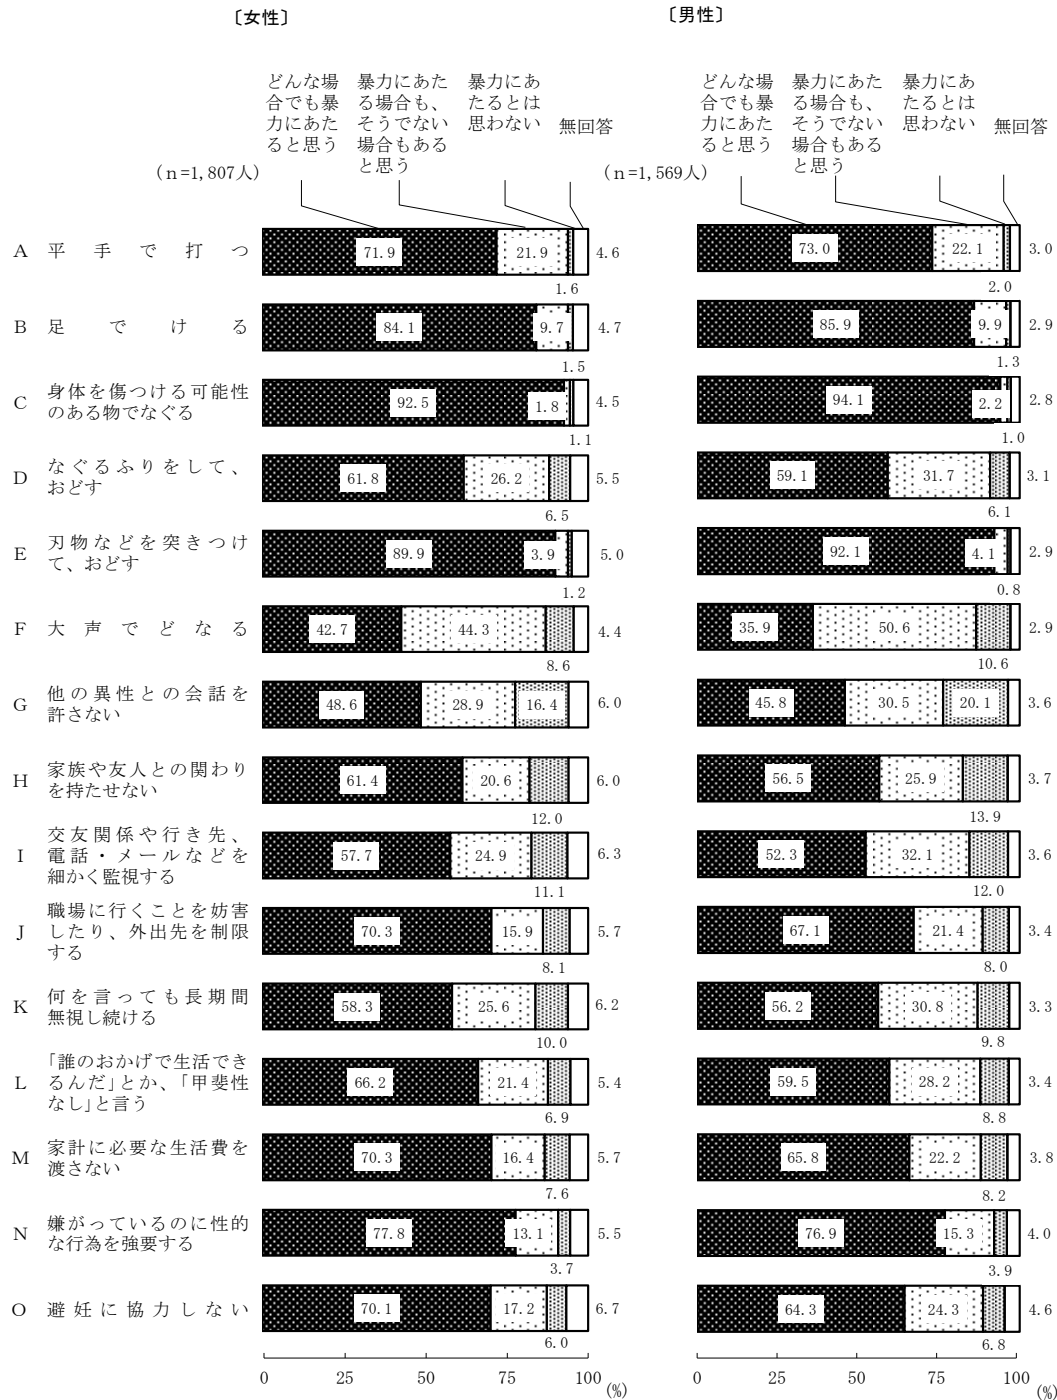 〔女性〕
〔男性〕
どんな場
合でも暴
力にあた
ると思う
暴力にあた
る場合も、
そうでない
場合もある
と思う
暴力にあ
たるとは
思わない
無回答
(n=1,807人)
どんな場
合でも暴
力にあた
ると思う
暴力にあた
る場合も、
そうでない
場合もある
と思う
暴力にあ
たるとは
思わない
無回答
(n=1,569人)
A 平手で打つ 71.9 21.9 4.6 73.0 22.1 3.0
1.6 2.0
B 足でける 84.1 9.7 4.7 85.9 9.9 2.9
1.5 1.3
C 身体を傷つける可能性
のある物でなぐる
92.5 1.8 4.5 94.1 2.2 2.8
1.1 1.0
D なぐるふりをして、
おどす
61.8 26.2 5.5 59.1 31.7 3.1
6.5 6.1
E 刃物などを突きつけ
て、おどす
89.9 3.9 5.0 92.1 4.1 2.9
1.2 0.8
F 大声でどなる 42.7 44.3 4.4 35.9 50.6 2.9
8.6 10.6
G 他の異性との会話を
許さない
48.6 28.9 16.4 6.0 45.8 30.5 20.1 3.6
H 家族や友人との関わり
を持たせない
61.4 20.6 6.0 56.5 25.9 3.7
12.0 13.9
I 交友関係や行き先、
電話・メールなどを
細かく監視する
57.7 24.9 6.3 52.3 32.1 3.6
11.1 12.0
J 職場に行くことを妨害
したり、外出先を制限
する
70.3 15.9 5.7 67.1 21.4 3.4
8.1 8.0
K 何を言っても長期間
無視し続ける
58.3 25.6 6.2 56.2 30.8 3.3
10.0 9.8
L 「誰のおかげで生活でき
るんだ」とか、「甲斐性
なし」と言う
66.2 21.4 5.4 59.5 28.2 3.4
6.9 8.8
M 家計に必要な生活費を
渡さない
70.3 16.4 5.7 65.8 22.2 3.8
7.6 8.2
N 嫌がっているのに性的
な行為を強要する
77.8 13.1 5.5 76.9 15.3 4.0
3.7 3.9
O 避妊に協力しない 70.1 17.2 6.7 64.3 24.3 4.6
6.0 6.8
0 25 50 75 100 (%) 0 25 50 75 100 (%)